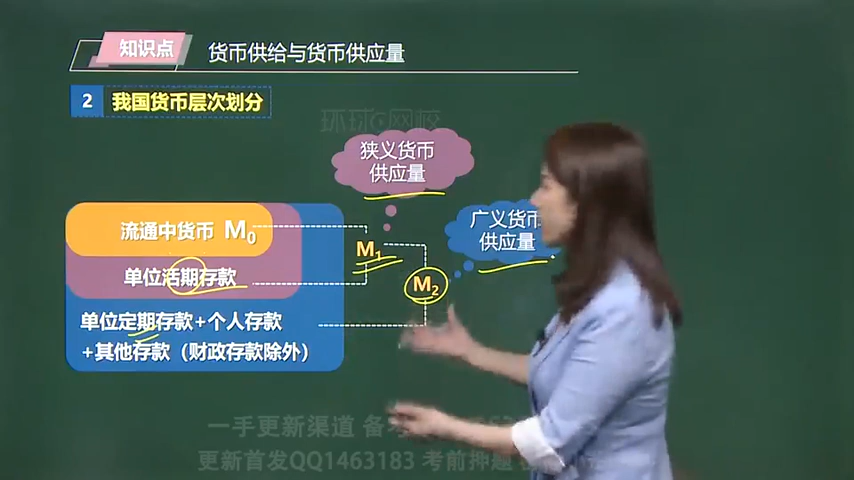 知识点
货币供给与货币供应量
2 我国货币层次划分
环球网校
狭义货币
供应量
广义货币
供应量
流通中货币 M₀
M₁
单位活期存款
M₂
单位定期存款+个人存款
+其他存款（财政存款除外）
一手更新渠道 备考
更新首发QQ1463183 考前押题